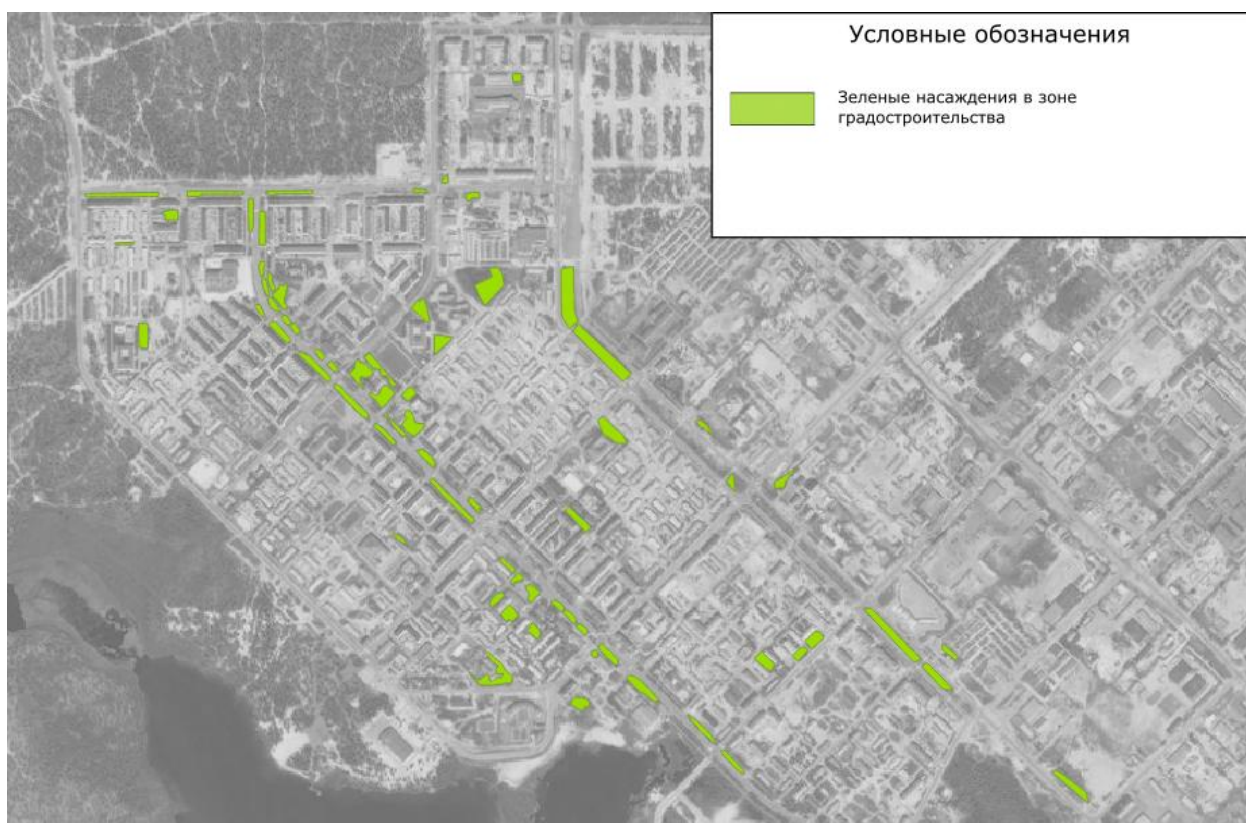 Условные обозначения
Зеленые насаждения в зоне
градостроительства